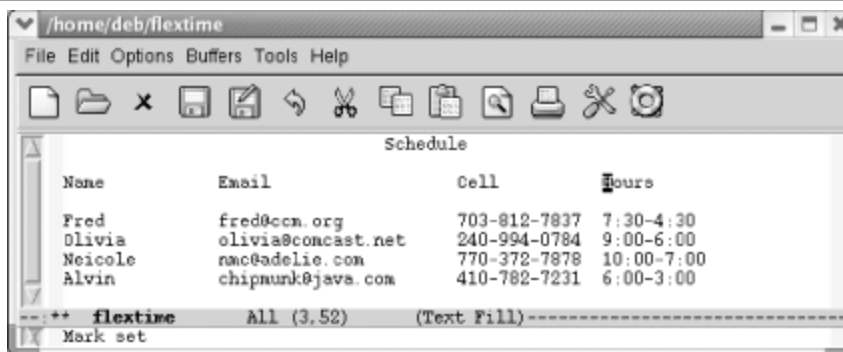 /home/deb/flextime
File Edit Options Buffers Tools Help
Schedule
Name Email Cell Hours
Fred fred@ccm.org 703-812-7837 7:30-4:30
Olivia olivia@comcast.net 240-994-0784 9:00-6:00
Neicole nmc@adelie.com 770-372-7878 10:00-7:00
Alvin chipmunk@java.com 410-782-7231 6:00-3:00
--:** flextime All (3,52) (Text Fill)--------------------------------
Mark set